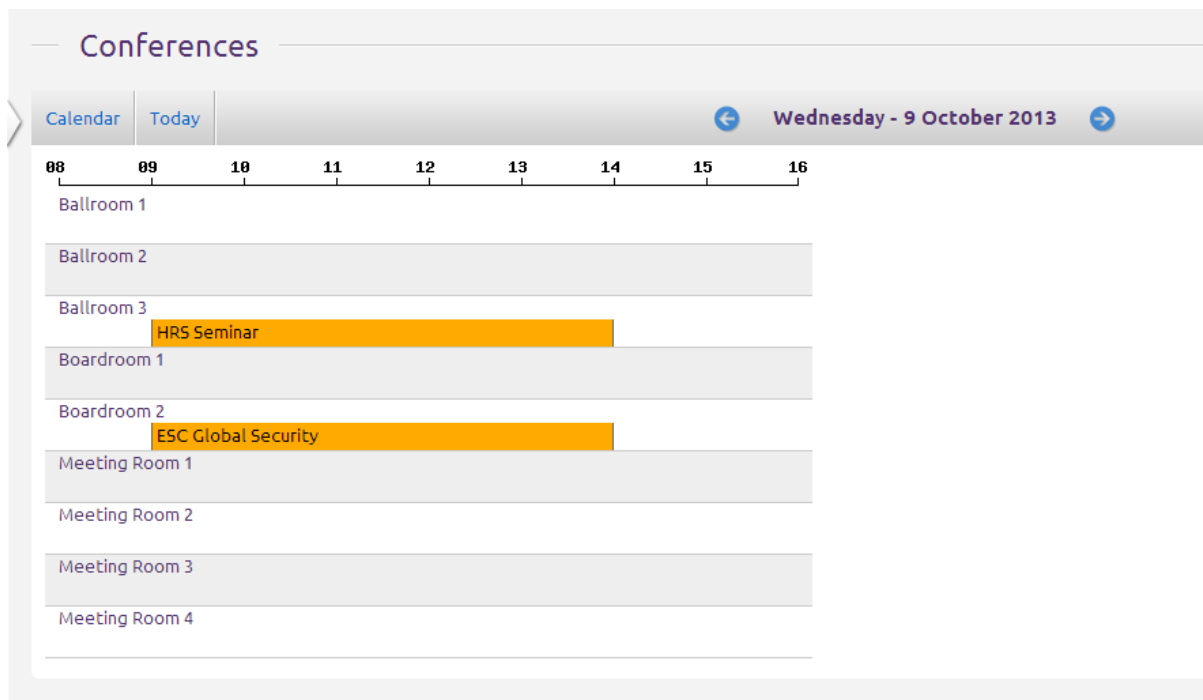 Conferences
Calendar Today Wednesday - 9 October 2013
08 09 10 11 12 13 14 15 16
Ballroom 1
Ballroom 2
Ballroom 3
HRS Seminar
Boardroom 1
Boardroom 2
ESC Global Security
Meeting Room 1
Meeting Room 2
Meeting Room 3
Meeting Room 4